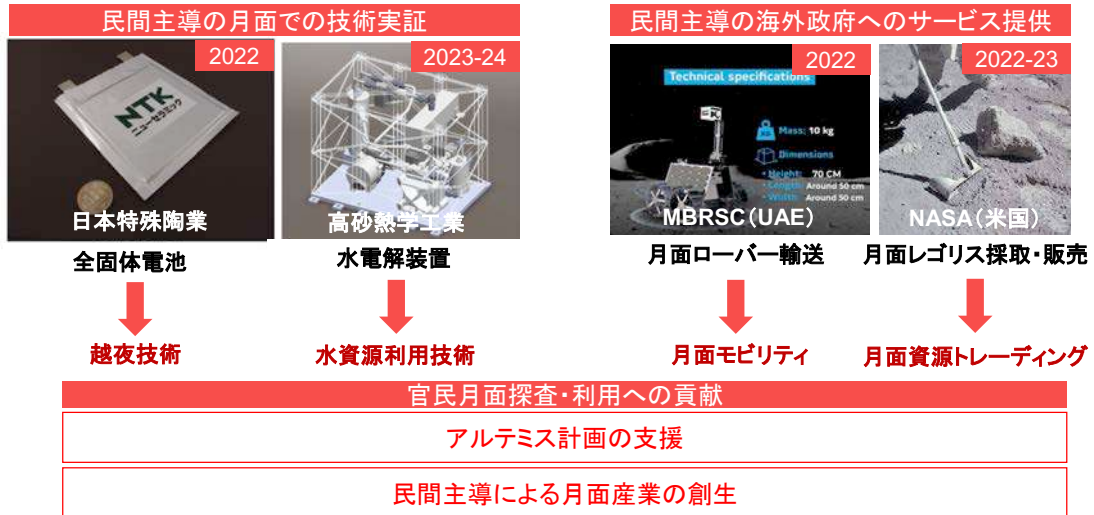 民間主導の月面での技術実証
民間主導の海外政府へのサービス提供
2022
NTK
ニューセラミック
日本特殊陶業
全固体電池
越夜技術
2023-24
高砂熱学工業
水電解装置
水資源利用技術
2022
Technical specifications
Mass: 10 kg
Dimensions
• Height: 70 CM
• Length: Around 50 cm
• Width: Around 50 cm
MBRSC(UAE)
月面ローバー輸送
月面モビリティ
2022-23
NASA(米国)
月面レゴリス採取・販売
月面資源トレーディング
官民月面探査・利用への貢献
アルテミス計画の支援
民間主導による月面産業の創生